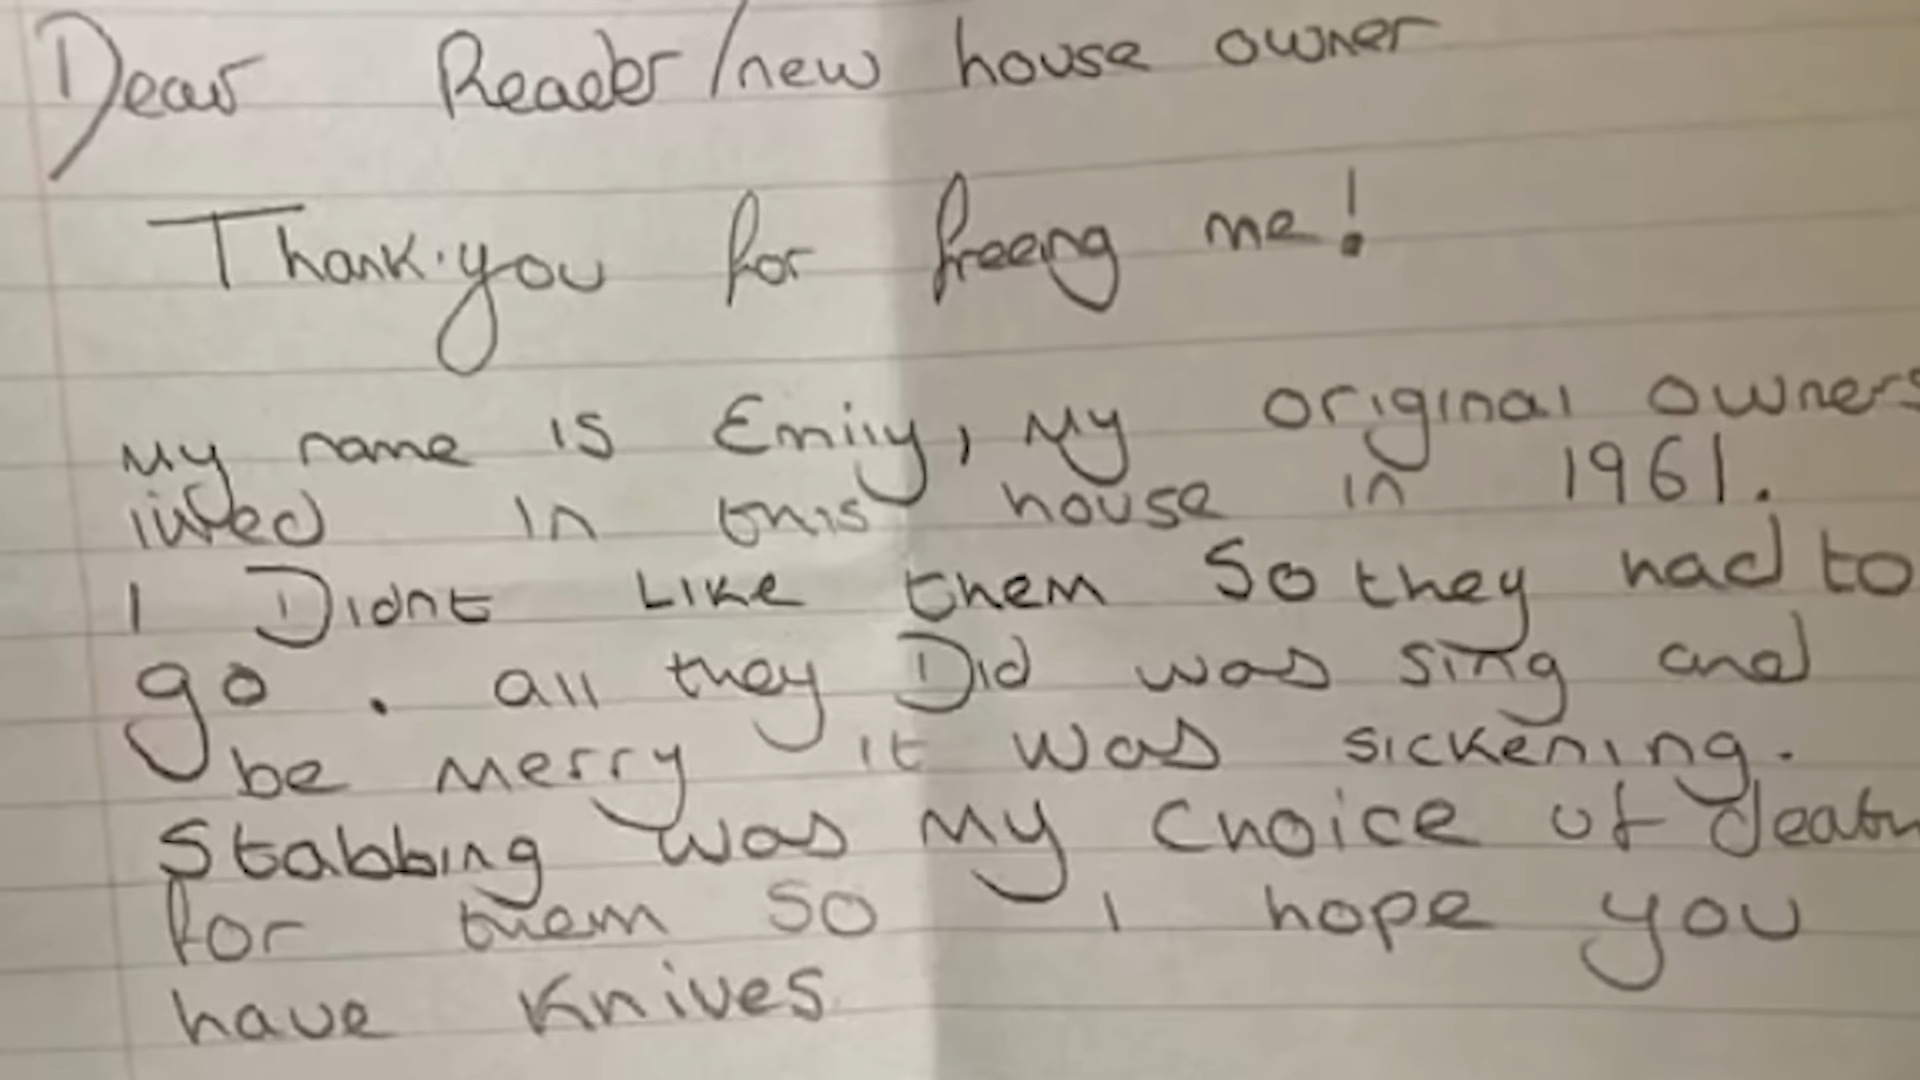 Dear Reader/new house owner
Thank you for freeing me!
My name is Emily, My original owners
lived in this house in 1961.
I Didnt Like them So they had to
go. all they Did was sing and
be merry it was sickening.
Stabbing was my choice of death
for them so I hope you
have Knives